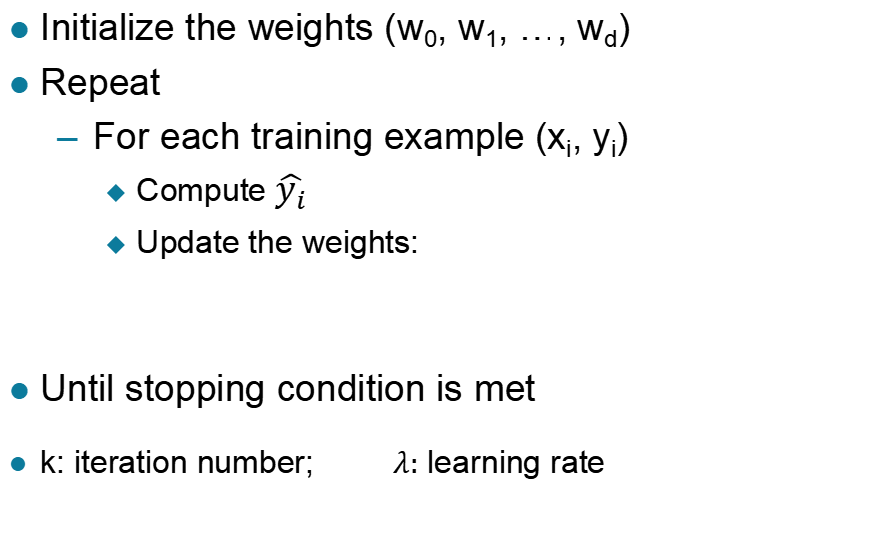 ● Initialize the weights (w₀, w₁, …, w_d)
● Repeat
– For each training example (xᵢ, yᵢ)
◆ Compute ŷᵢ
◆ Update the weights:
● Until stopping condition is met
● k: iteration number; λ: learning rate